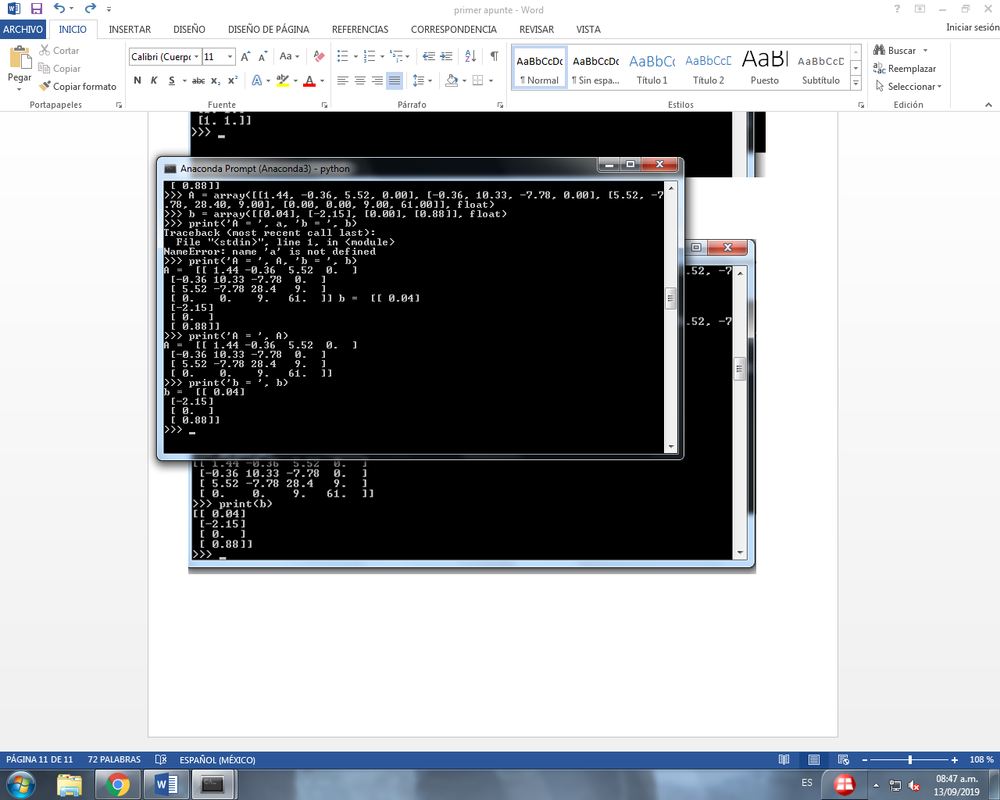 primer apunte - Word
ARCHIVO INICIO INSERTAR DISEÑO DISEÑO DE PÁGINA REFERENCIAS CORRESPONDENCIA REVISAR VISTA Iniciar sesión
Pegar
Cortar
Copiar
Copiar formato
Portapapeles
Calibri (Cuerpo 11
Fuente
Párrafo
AaBbCcDc AaBbCcDc AaBbCc AaBbCcD AaB AaBbCcD
¶ Normal ¶ Sin espa... Título 1 Título 2 Puesto Subtítulo
Estilos
Buscar
Reemplazar
Seleccionar
Edición
[1. 1.]]
>>> _
Anaconda Prompt (Anaconda3) - python
[ 0.88]]
>>> A = array([[1.44, -0.36, 5.52, 0.00], [-0.36, 10.33, -7.78, 0.00], [5.52, -7
.78, 28.40, 9.00], [0.00, 0.00, 9.00, 61.00]], float)
>>> b = array([[0.04], [-2.15], [0.00], [0.88]], float)
>>> print('A = ', a, 'b = ', b)
Traceback (most recent call last):
  File "<stdin>", line 1, in <module>
NameError: name 'a' is not defined
>>> print('A = ', A, 'b = ', b)
A =  [[ 1.44 -0.36  5.52  0.  ]
 [-0.36 10.33 -7.78  0.  ]
 [ 5.52 -7.78 28.4   9.  ]
 [ 0.    0.    9.   61.  ]] b =  [[ 0.04]
 [-2.15]
 [ 0.  ]
 [ 0.88]]
>>> print('A = ', A)
A =  [[ 1.44 -0.36  5.52  0.  ]
 [-0.36 10.33 -7.78  0.  ]
 [ 5.52 -7.78 28.4   9.  ]
 [ 0.    0.    9.   61.  ]]
>>> print('b = ', b)
b =  [[ 0.04]
 [-2.15]
 [ 0.  ]
 [ 0.88]]
>>> _
.52, -7
.52, -7
[[ 1.44 -0.36  5.52  0.  ]
 [-0.36 10.33 -7.78  0.  ]
 [ 5.52 -7.78 28.4   9.  ]
 [ 0.    0.    9.   61.  ]]
>>> print(b)
[[ 0.04]
 [-2.15]
 [ 0.  ]
 [ 0.88]]
>>> _
PÁGINA 11 DE 11 72 PALABRAS ESPAÑOL (MÉXICO) 108 %
ES
08:47 a.m.
13/09/2019